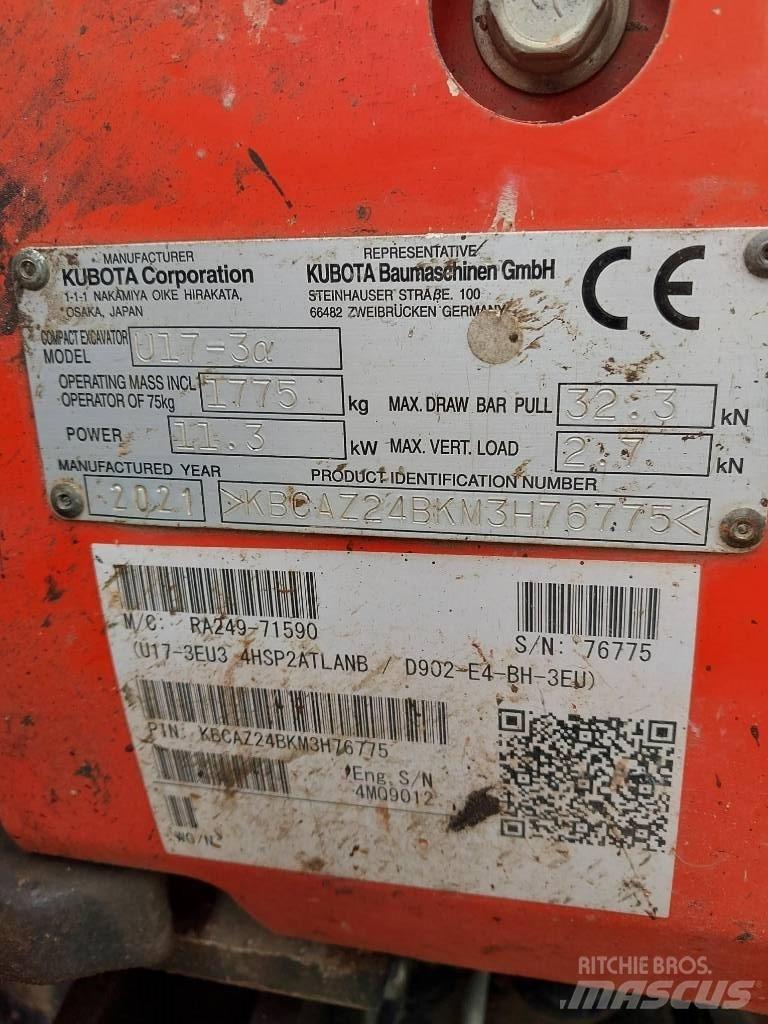 MANUFACTURER
KUBOTA Corporation
1-1-1 NAKAMIYA OIKE HIRAKATA,
OSAKA, JAPAN
REPRESENTATIVE
KUBOTA Baumaschinen GmbH
STEINHAUSER STRAßE. 100
66482 ZWEIBRÜCKEN GERMANY
CE
COMPACT EXCAVATOR
MODEL U17-3α
OPERATING MASS INCL
OPERATOR OF 75kg 1775 kg
MAX. DRAW BAR PULL 32.3 kN
POWER 11.3 kW
MAX. VERT. LOAD 2.7 kN
MANUFACTURED YEAR
2021
PRODUCT IDENTIFICATION NUMBER
>KBCAZ24BKM3H76775<
M/C: RA249-71590
S/N: 76775
(U17-3EU3 4HSP2ATLANB / D902-E4-BH-3EU)
PIN: KBCAZ24BKM3H76775
Eng. S/N
4MQ9012
WG/N
RITCHIE BROS.
MASCUS